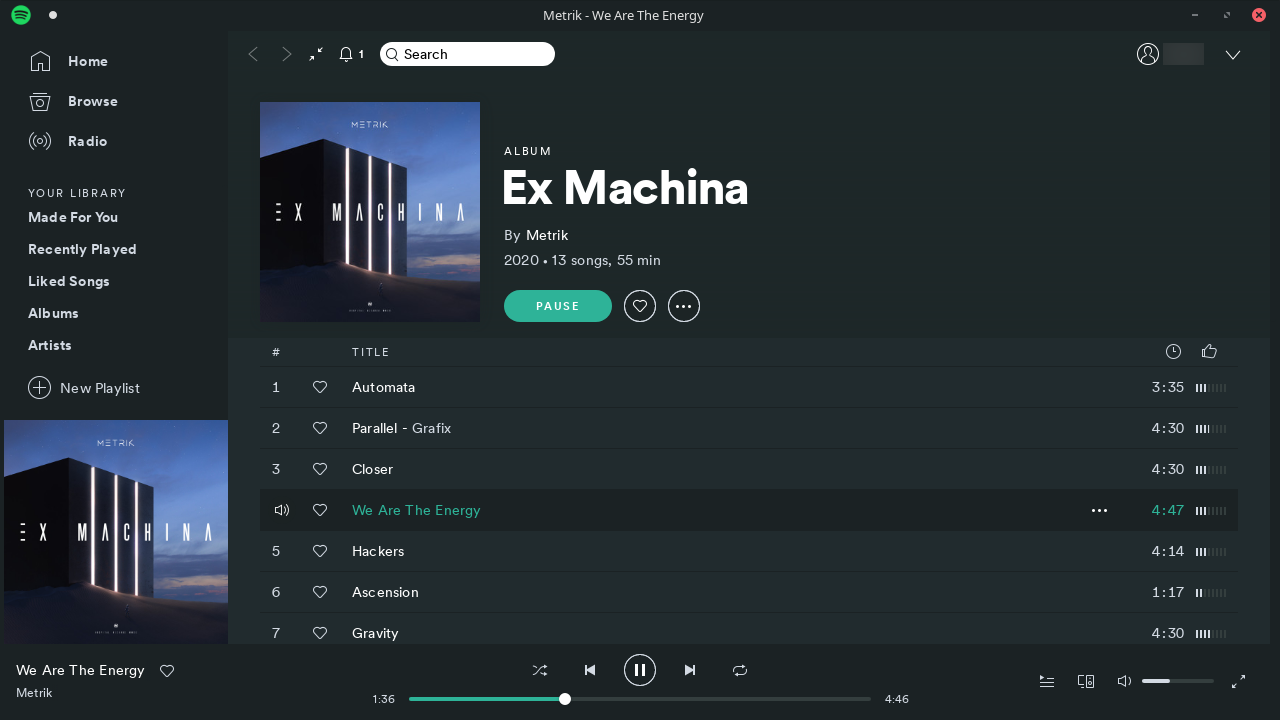 Metrik - We Are The Energy
Home
Browse
Radio
YOUR LIBRARY
Made For You
Recently Played
Liked Songs
Albums
Artists
New Playlist
METRIK
EX MACHINA
1
Search
METRIK
EX MACHINA
ALBUM
Ex Machina
By Metrik
2020 • 13 songs, 55 min
PAUSE
# TITLE
1 Automata 3:35
2 Parallel - Grafix 4:30
3 Closer 4:30
We Are The Energy 4:47
5 Hackers 4:14
6 Ascension 1:17
7 Gravity 4:30
We Are The Energy
Metrik
1:36 4:46